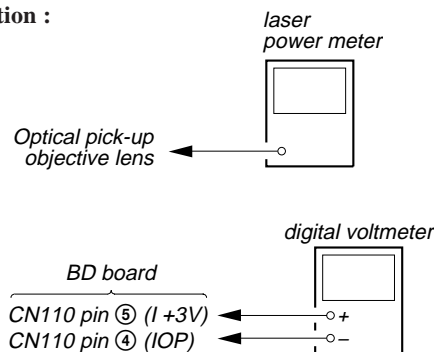 tion :
laser
power meter
Optical pick-up
objective lens
digital voltmeter
BD board
CN110 pin ⑤ (I +3V)
+
CN110 pin ④ (IOP)
–